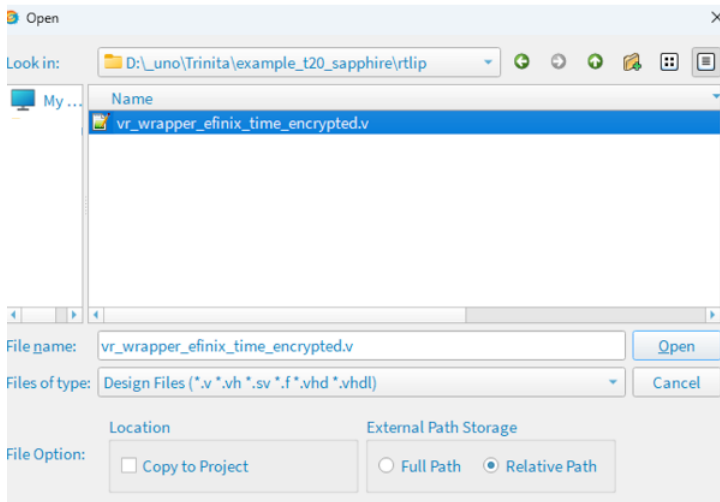 Open
Look in:
D:\_uno\Trinita\example_t20_sapphire\rtlip
My ...
Name
vr_wrapper_efinix_time_encrypted.v
File name:
vr_wrapper_efinix_time_encrypted.v
Open
Files of type:
Design Files (*.v *.vh *.sv *.f *.vhd *.vhdl)
Cancel
Location
External Path Storage
File Option:
Copy to Project
Full Path
Relative Path